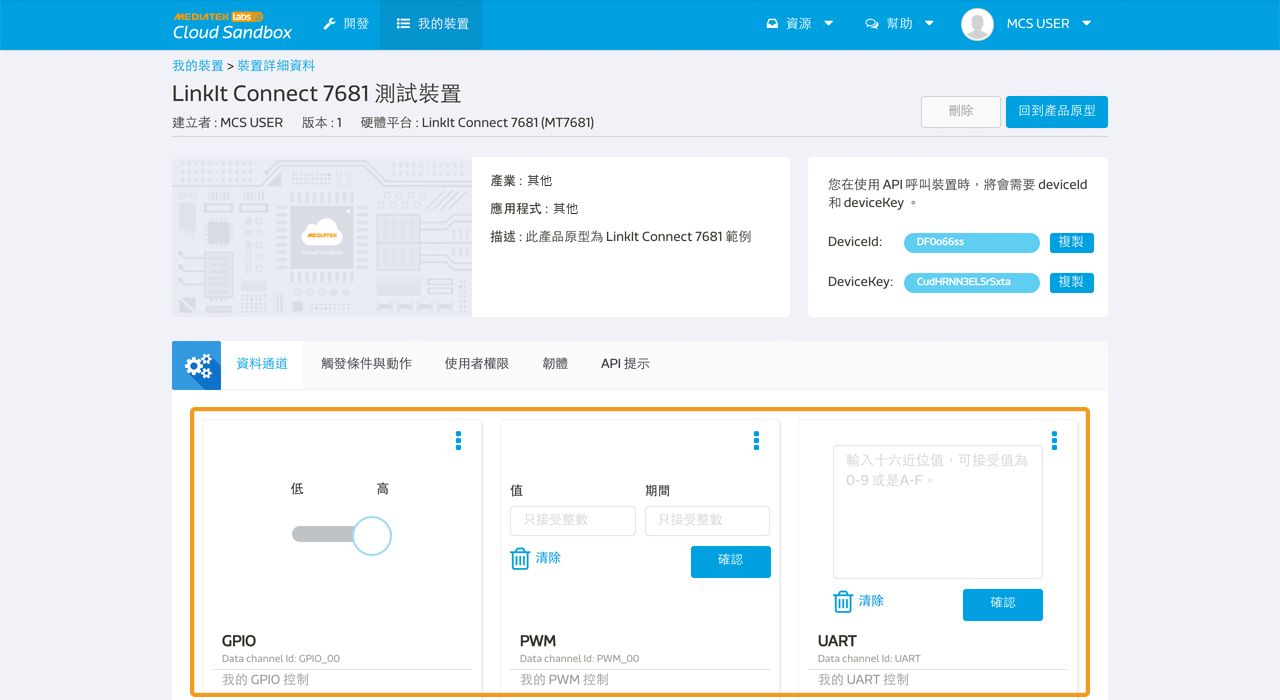 MEDIATEK labs
Cloud Sandbox
開發
我的裝置
資源
幫助
MCS USER
我的裝置 > 裝置詳細資料
LinkIt Connect 7681 測試裝置
建立者 : MCS USER 版本 : 1 硬體平台 : LinkIt Connect 7681 (MT7681)
刪除
回到產品原型
MEDIATEK
Cloud Sandbox
產業 : 其他
應用程式 : 其他
描述 : 此產品原型為 LinkIt Connect 7681 範例
您在使用 API 呼叫裝置時，將會需要 deviceId
和 deviceKey 。
DeviceId: DF0o66ss 複製
DeviceKey: CudHRNN3EL5rSxta 複製
資料通道
觸發條件與動作
使用者權限
韌體
API 提示
低 高
GPIO
Data channel Id: GPIO_00
我的 GPIO 控制
值 期間
只接受整數 只接受整數
清除 確認
PWM
Data channel Id: PWM_00
我的 PWM 控制
輸入十六近位值，可接受值為
0-9 或是A-F。
清除 確認
UART
Data channel Id: UART
我的 UART 控制